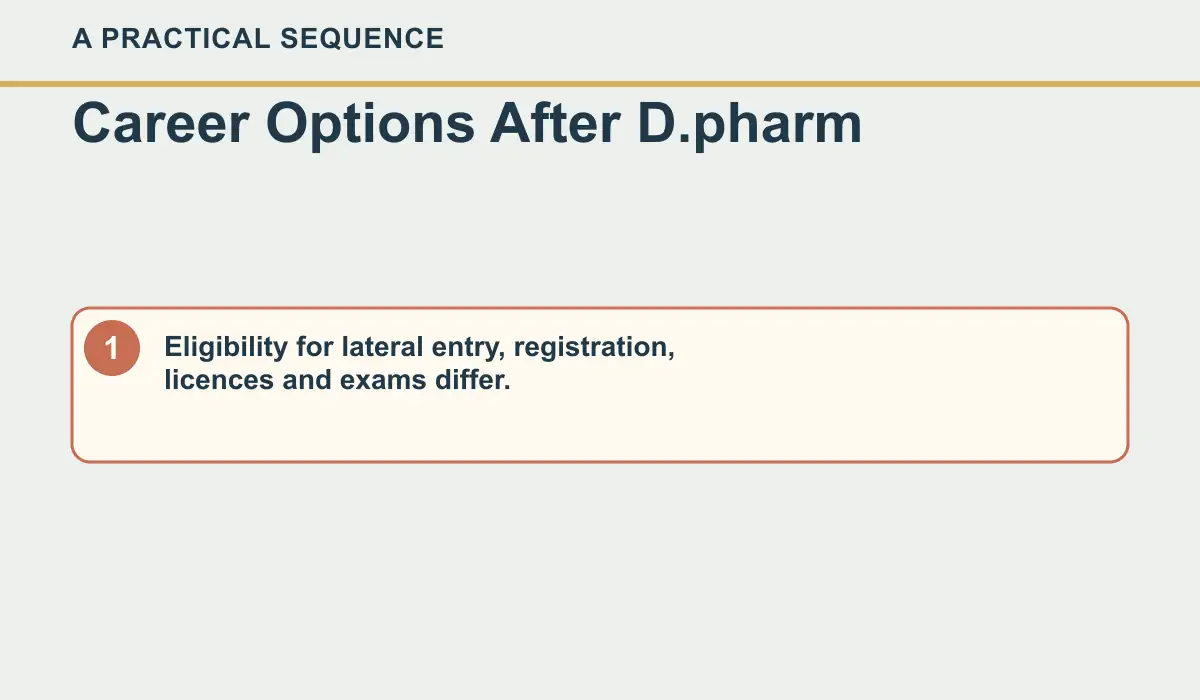 A PRACTICAL SEQUENCE
Career Options After D.pharm
1
Eligibility for lateral entry, registration,
licences and exams differ.